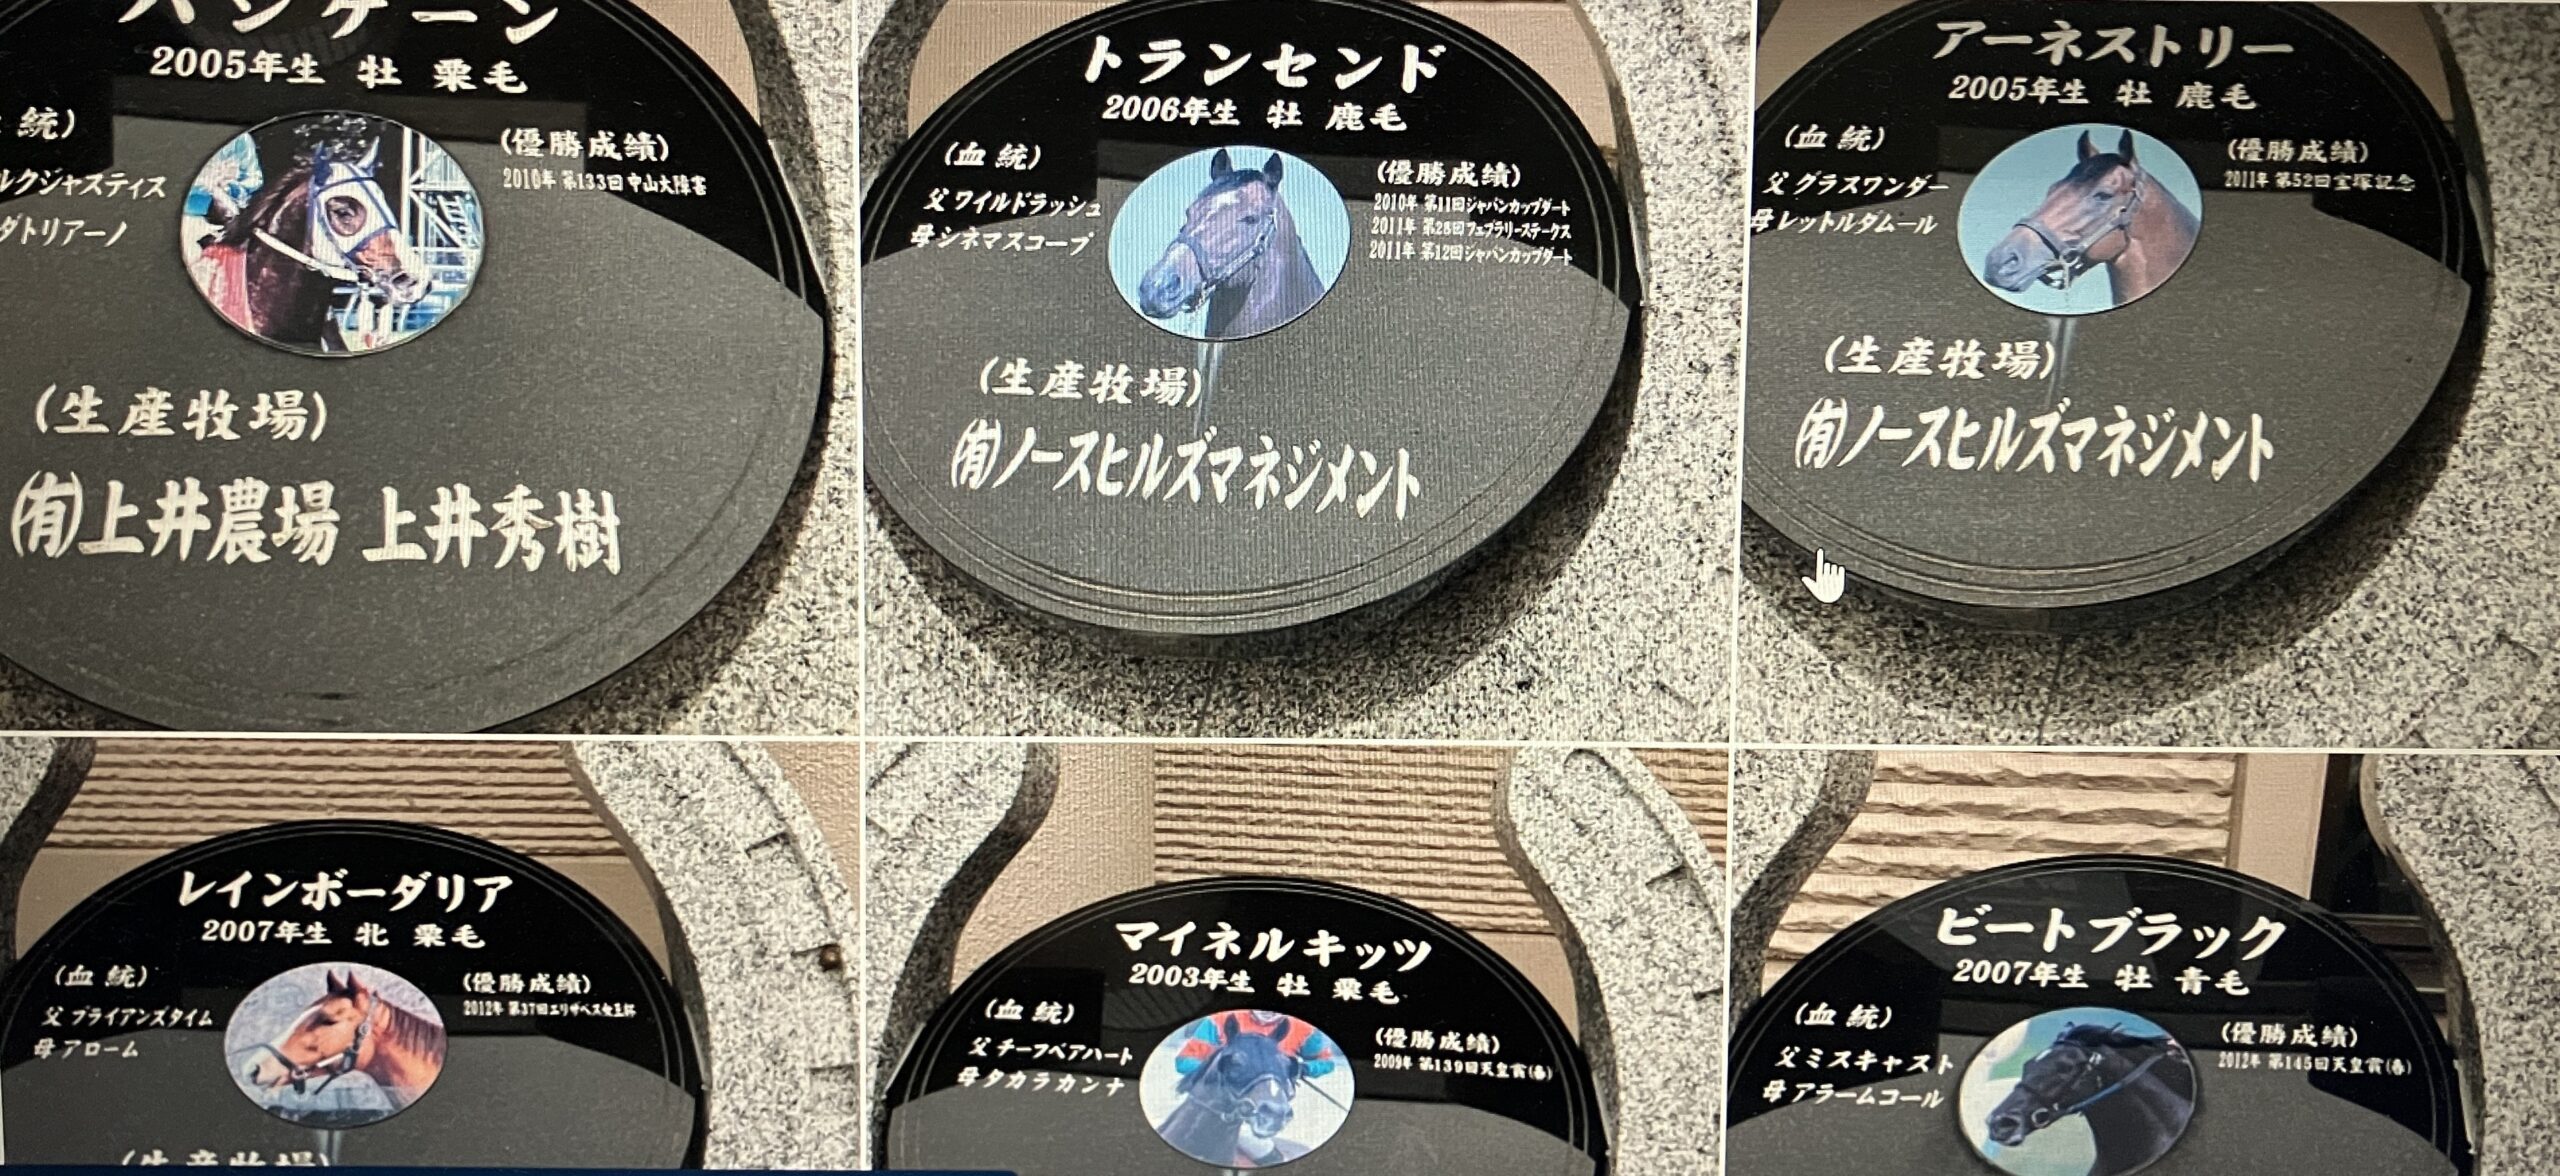 バシケーン
2005年生 牡 栗毛
統)
ルクジャスティス
ダトリアーノ
(優勝成績)
2010年 第133回中山大障害
(生産牧場)
㈲上井農場 上井秀樹
トランセンド
2006年生 牡 鹿毛
(血統)
父 ワイルドラッシュ
母 シネマスコープ
(優勝成績)
2010年 第11回ジャパンカップダート
2011年 第28回フェブラリーステークス
2011年 第12回ジャパンカップダート
(生産牧場)
㈲ノースヒルズマネジメント
アーネストリー
2005年生 牡 鹿毛
(血統)
父 グラスワンダー
母 レットルダムール
(優勝成績)
2011年 第52回宝塚記念
(生産牧場)
㈲ノースヒルズマネジメント
レインボーダリア
2007年生 牝 栗毛
(血統)
父 ブライアンズタイム
母 アローム
(優勝成績)
2012年 第37回エリザベス女王杯
(生産牧場)
マイネルキッツ
2003年生 牡 栗毛
(血統)
父 チーフベアハート
母 タカラカンナ
(優勝成績)
2009年 第139回天皇賞(春)
ビートブラック
2007年生 牡 青毛
(血統)
父 ミスキャスト
母 アラームコール
(優勝成績)
2012年 第145回天皇賞(春)